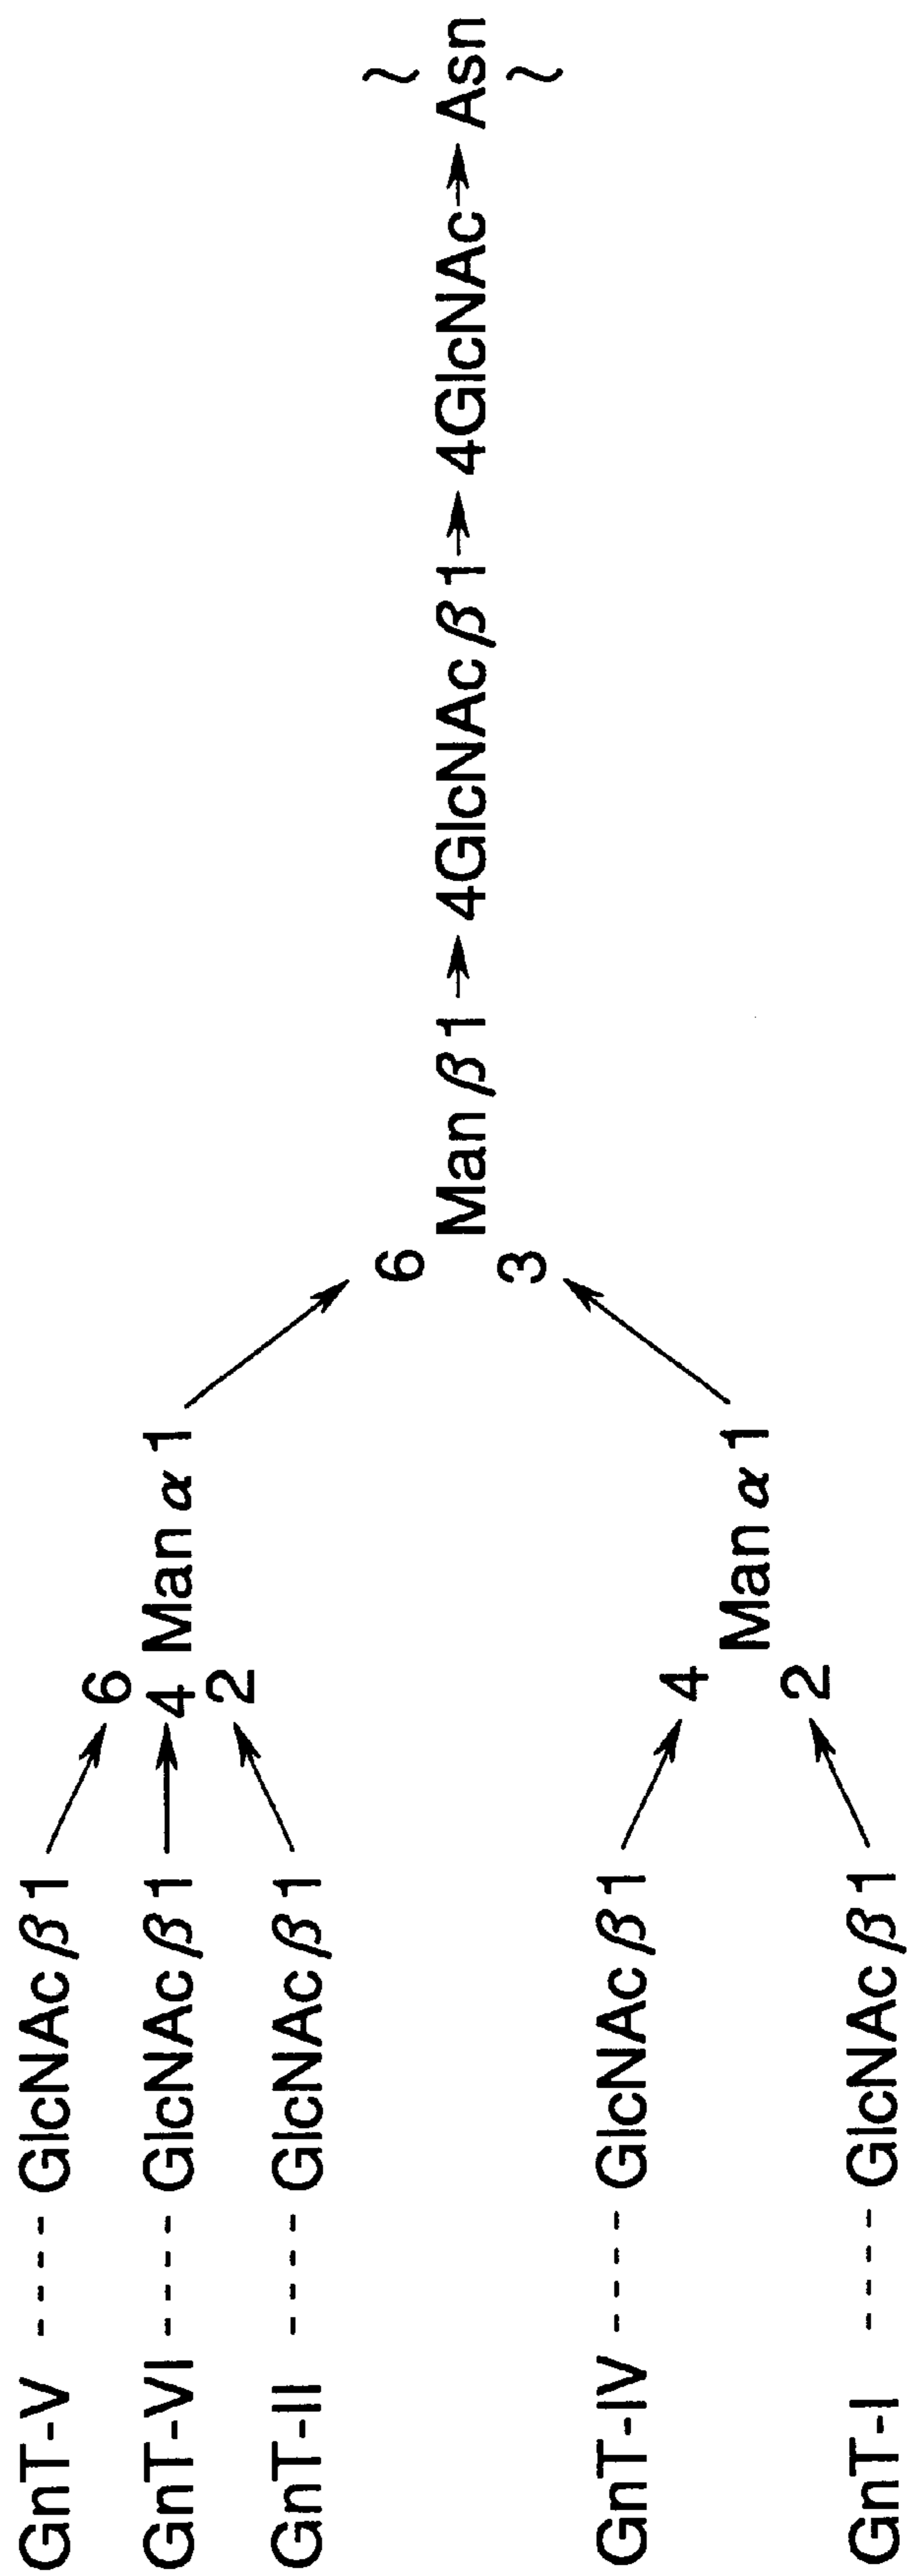 GnT-V ---- GlcNAcβ1
GnT-VI ---- GlcNAcβ1
GnT-II ---- GlcNAcβ1
6
4 Manα1
2
6
Manβ1→4GlcNAcβ1→4GlcNAc→Asn
3
GnT-IV ---- GlcNAcβ1
4
Manα1
2
GnT-I ---- GlcNAcβ1